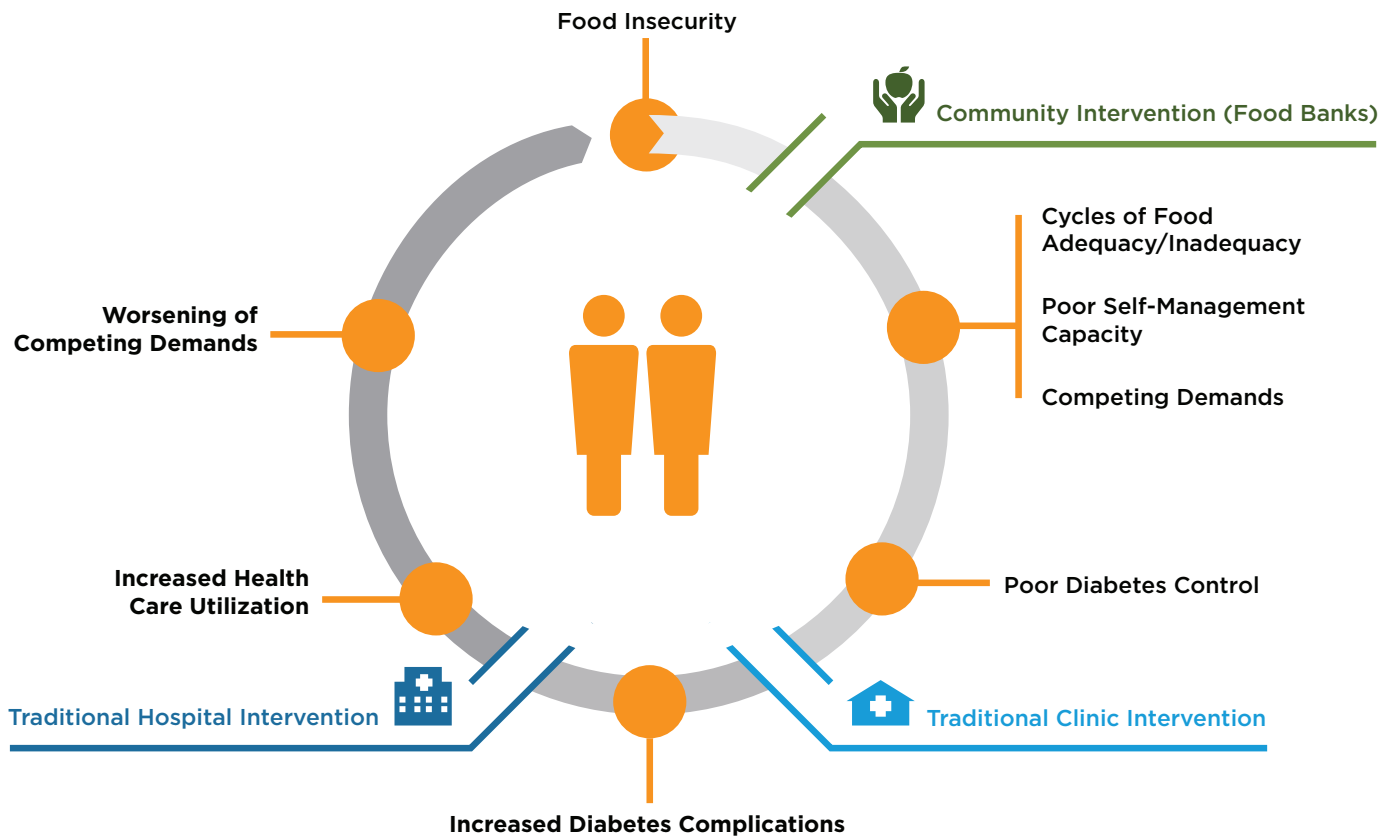 Food Insecurity
Community Intervention (Food Banks)
Cycles of Food
Adequacy/Inadequacy
Poor Self-Management
Capacity
Competing Demands
Poor Diabetes Control
Traditional Clinic Intervention
Increased Diabetes Complications
Traditional Hospital Intervention
Increased Health
Care Utilization
Worsening of
Competing Demands